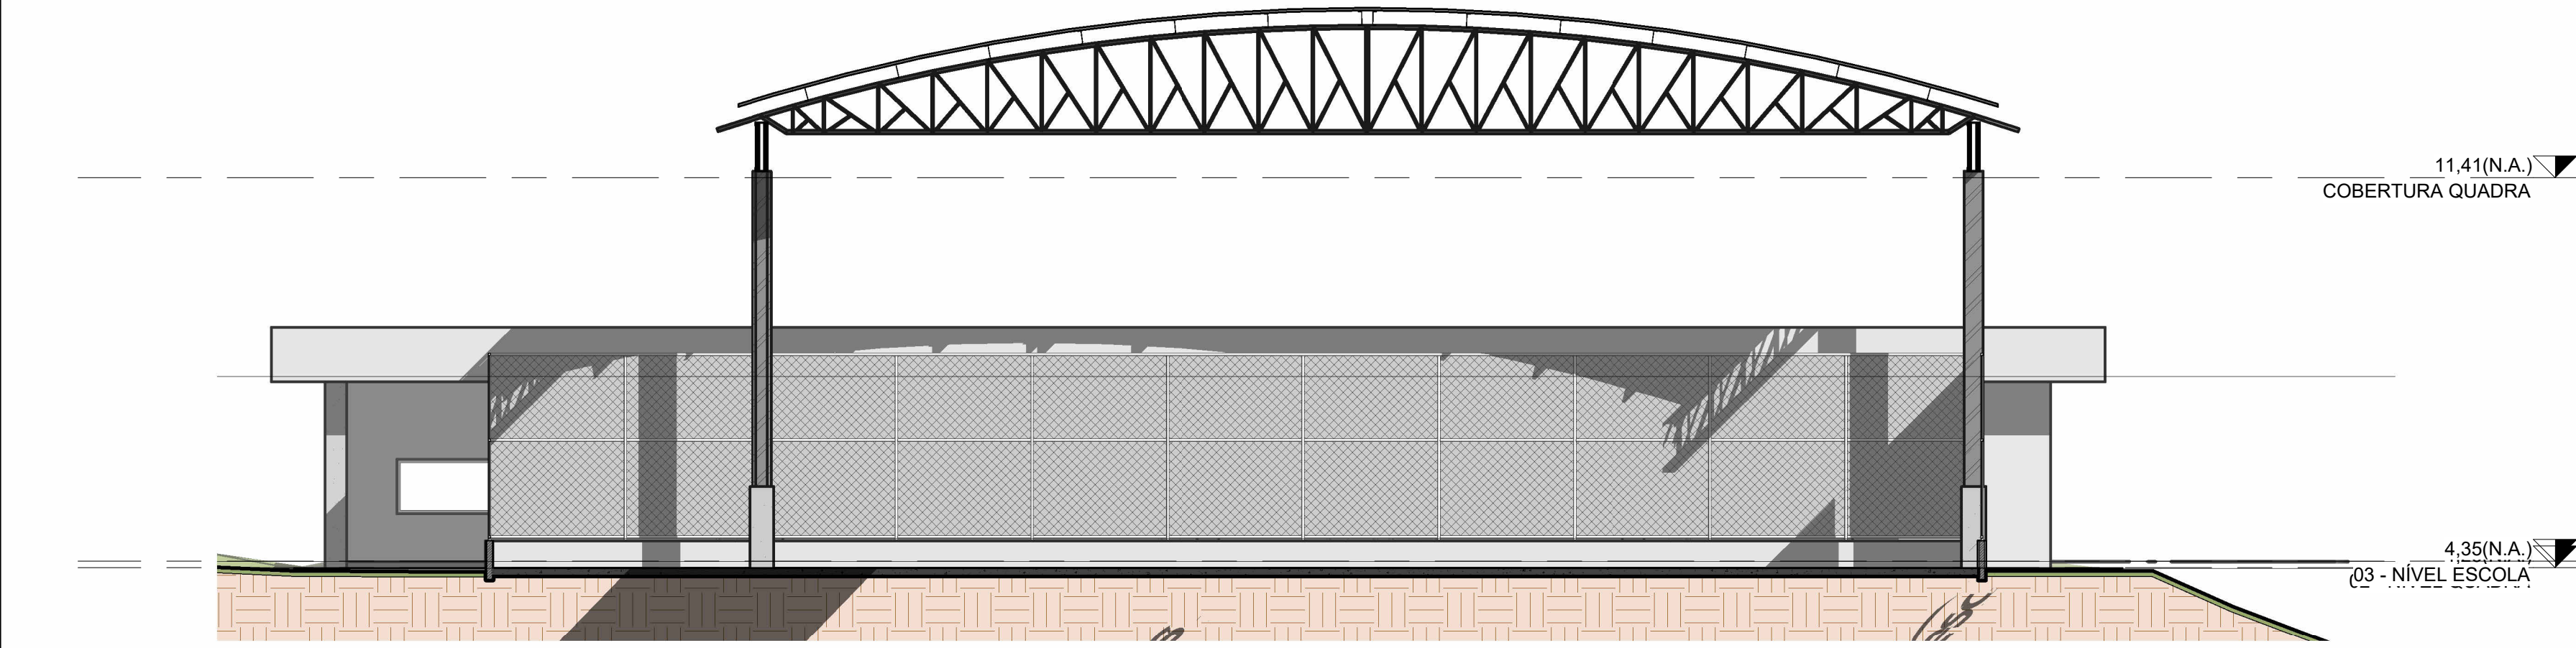 11,41(N.A.)
COBERTURA QUADRA
4,35(N.A.)
03 - NÍVEL ESCOLA